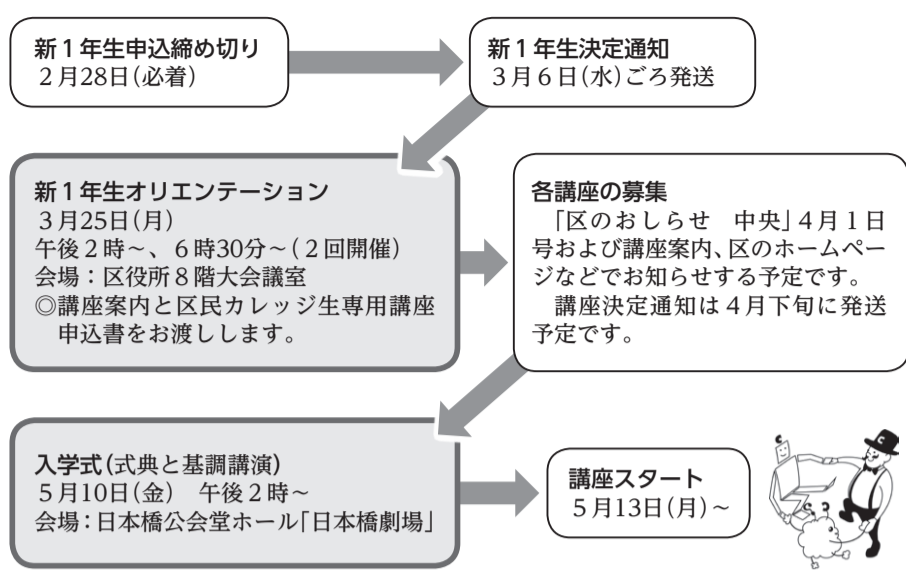 新1年生申込締め切り
2月28日(必着)
新1年生決定通知
3月6日(水)ごろ発送
新1年生オリエンテーション
3月25日(月)
午後2時～、6時30分～(2回開催)
会場：区役所8階大会議室
◎講座案内と区民カレッジ生専用講座
申込書をお渡しします。
各講座の募集
「区のおしらせ　中央」4月1日
号および講座案内、区のホームペー
ジなどでお知らせする予定です。
講座決定通知は4月下旬に発送
予定です。
入学式(式典と基調講演)
5月10日(金)　午後2時～
会場：日本橋公会堂ホール「日本橋劇場」
講座スタート
5月13日(月)～